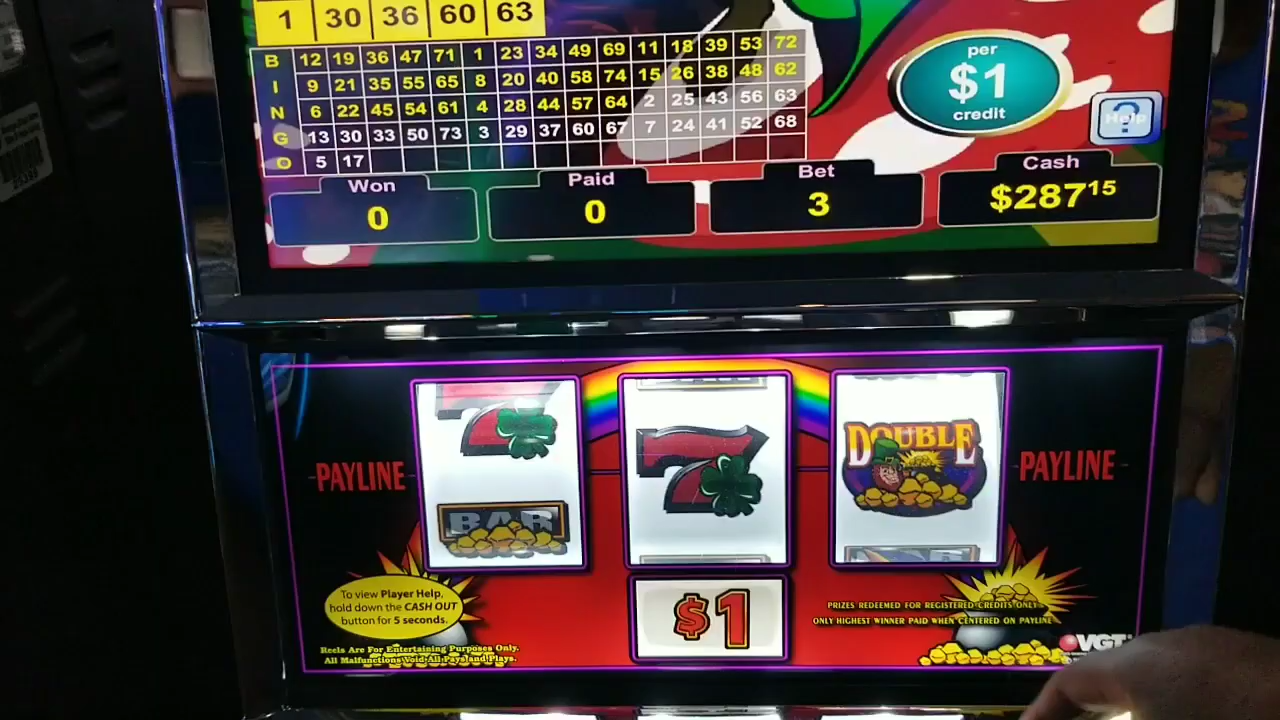 1 30 36 60 63
B 12 19 36 47 71 1 23 34 49 69 11 18 39 53 72
I 9 21 35 55 65 8 20 40 58 74 15 26 38 48 62
N 6 22 45 54 61 4 28 44 57 64 2 25 43 56 63
G 13 30 33 50 73 3 29 37 60 67 7 24 41 52 68
O 5 17
per
$1
credit
Help
?
Won
0
Paid
0
Bet
3
Cash
$287 15
PAYLINE
7
BAR
7
DOUBLE
PAYLINE
To view Player Help,
hold down the CASH OUT
button for 5 seconds.
$1
PRIZES REDEEMED FOR REGISTERED CREDITS ONLY
ONLY HIGHEST WINNER PAID WHEN CENTERED ON PAYLINE
Reels Are For Entertaining Purposes Only.
All Malfunctions Void All Pays and Plays.
VGT